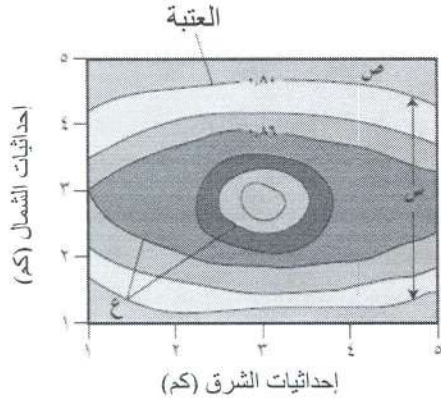 العتبة
٥
٤
٣
٢
١
إحداثيات الشمال (كم)
ص
٠.٨٠
٠.٨٦
س
ع
١ ٢ ٣ ٤ ٥
إحداثيات الشرق (كم)